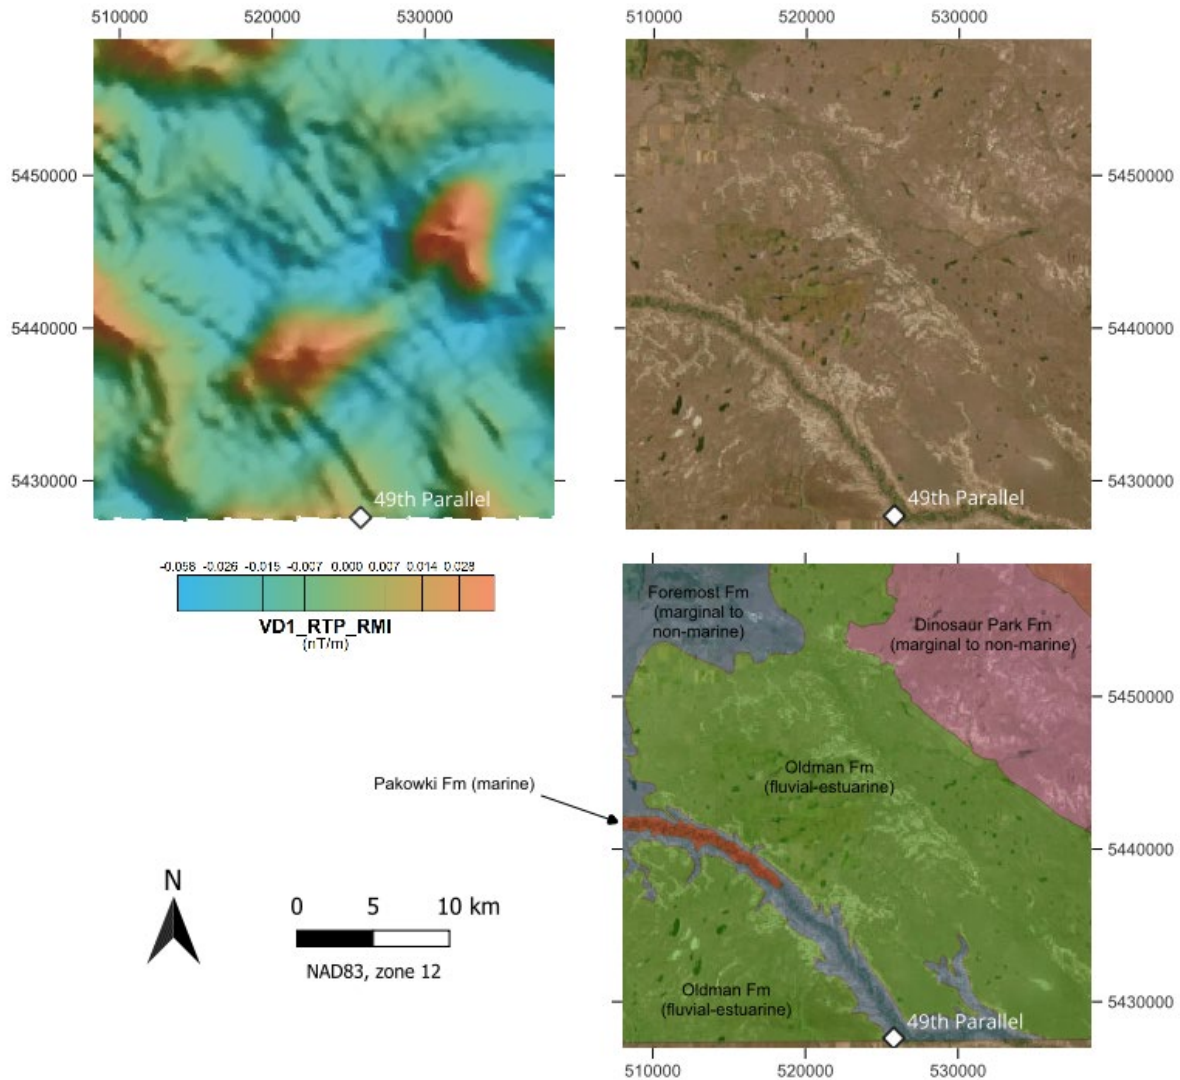 510000 520000 530000
510000 520000 530000
5450000
5440000
5430000
5450000
5440000
5430000
49th Parallel
49th Parallel
-0.058 -0.026 -0.015 -0.007 0.000 0.007 0.014 0.028
VD1_RTP_RMI
(nT/m)
Foremost Fm
(marginal to
non-marine)
Dinosaur Park Fm
(marginal to non-marine)
5450000
Oldman Fm
(fluvial-estuarine)
Pakowki Fm (marine)
5440000
N
0 5 10 km
NAD83, zone 12
Oldman Fm
(fluvial-estuarine)
5430000
49th Parallel
510000 520000 530000